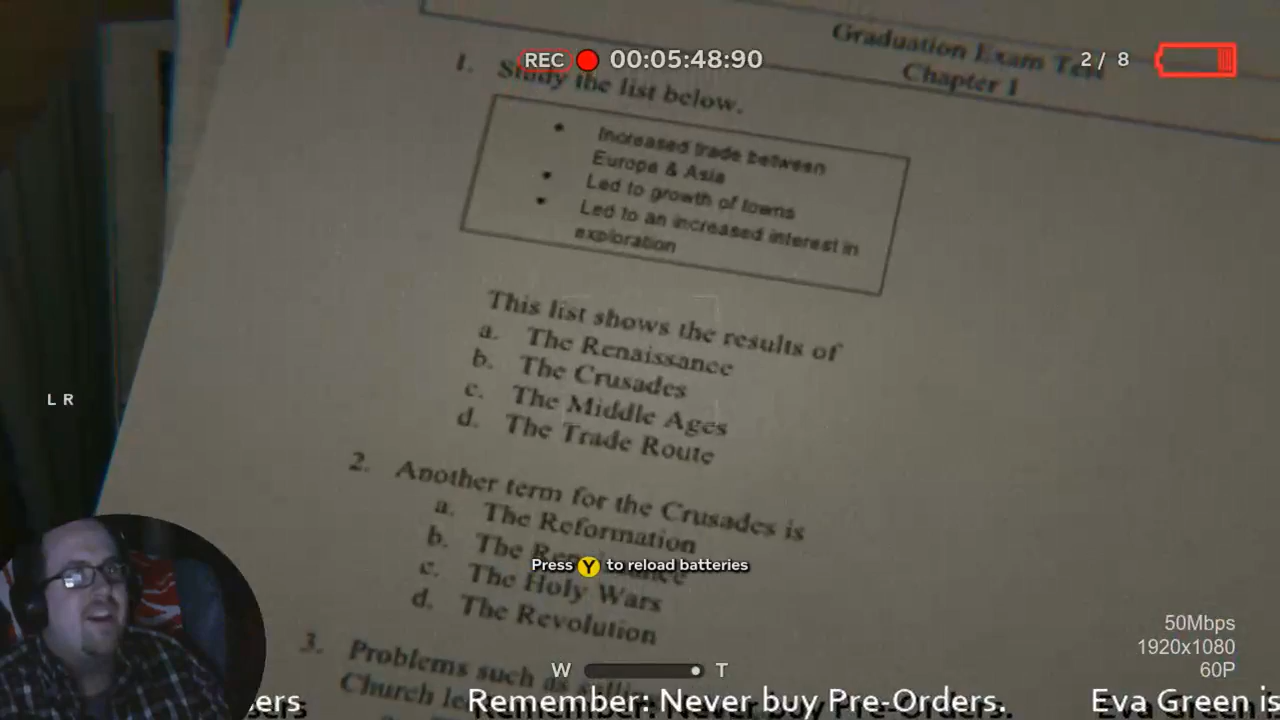 Graduation Exam Test
Chapter 1
REC 00:05:48:90
2 / 8
1. Study the list below.
• Increased trade between
Europe & Asia
• Led to growth of towns
• Led to an increased interest in
exploration
This list shows the results of
a. The Renaissance
b. The Crusades
c. The Middle Ages
d. The Trade Route
L R
2. Another term for the Crusades is
a. The Reformation
b. The Renaissance
Press Y to reload batteries
c. The Holy Wars
d. The Revolution
50Mbps
1920x1080
60P
3. Problems such as
Church
W T
ers Remember: Never buy Pre-Orders. Eva Green is